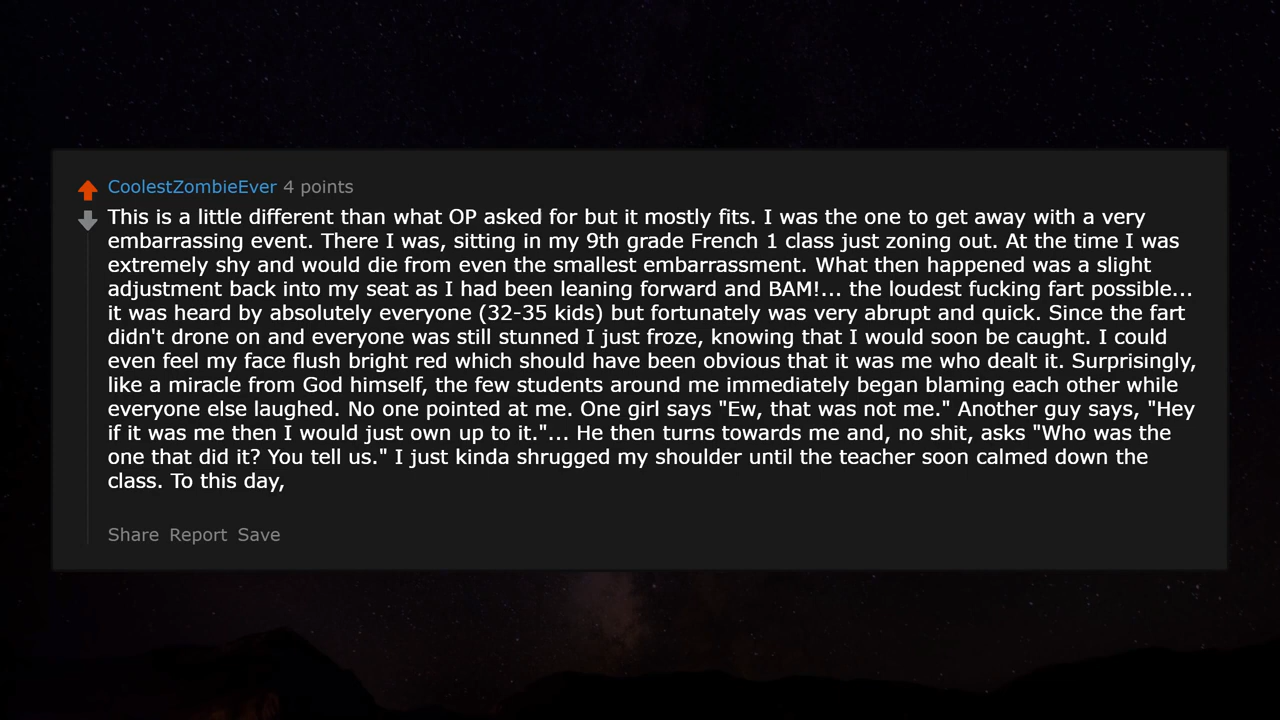 CoolestZombieEver 4 points
This is a little different than what OP asked for but it mostly fits. I was the one to get away with a very
embarrassing event. There I was, sitting in my 9th grade French 1 class just zoning out. At the time I was
extremely shy and would die from even the smallest embarrassment. What then happened was a slight
adjustment back into my seat as I had been leaning forward and BAM!... the loudest fucking fart possible...
it was heard by absolutely everyone (32-35 kids) but fortunately was very abrupt and quick. Since the fart
didn't drone on and everyone was still stunned I just froze, knowing that I would soon be caught. I could
even feel my face flush bright red which should have been obvious that it was me who dealt it. Surprisingly,
like a miracle from God himself, the few students around me immediately began blaming each other while
everyone else laughed. No one pointed at me. One girl says "Ew, that was not me." Another guy says, "Hey
if it was me then I would just own up to it."... He then turns towards me and, no shit, asks "Who was the
one that did it? You tell us." I just kinda shrugged my shoulder until the teacher soon calmed down the
class. To this day,
Share Report Save